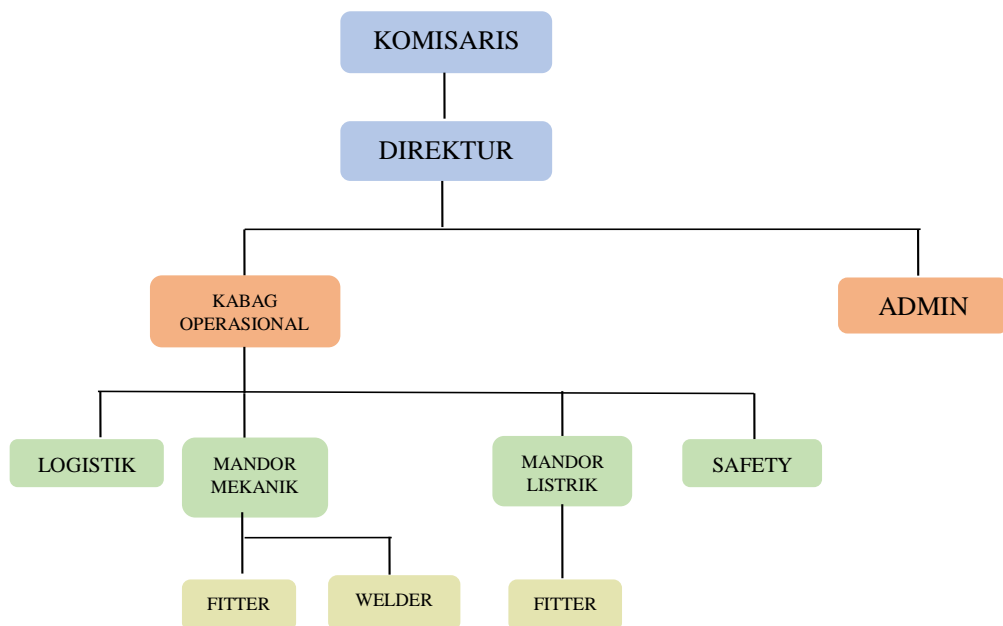 KOMISARIS
DIREKTUR
KABAG
OPERASIONAL
ADMIN
LOGISTIK
MANDOR
MEKANIK
MANDOR
LISTRIK
SAFETY
FITTER
WELDER
FITTER